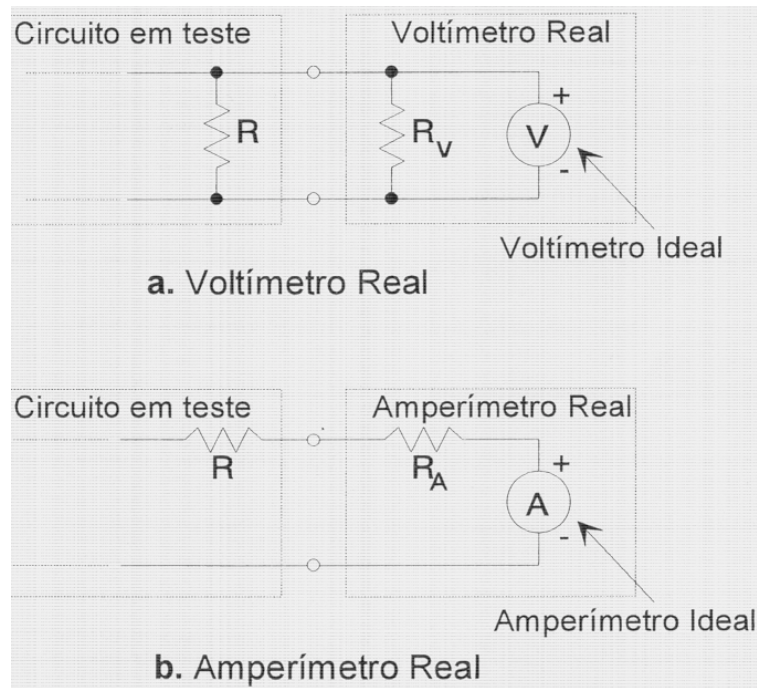 Circuito em teste
Voltímetro Real
R
R_V
+
V
-
Voltímetro Ideal
a. Voltímetro Real
Circuito em teste
Amperímetro Real
R
R_A
+
A
-
Amperímetro Ideal
b. Amperímetro Real